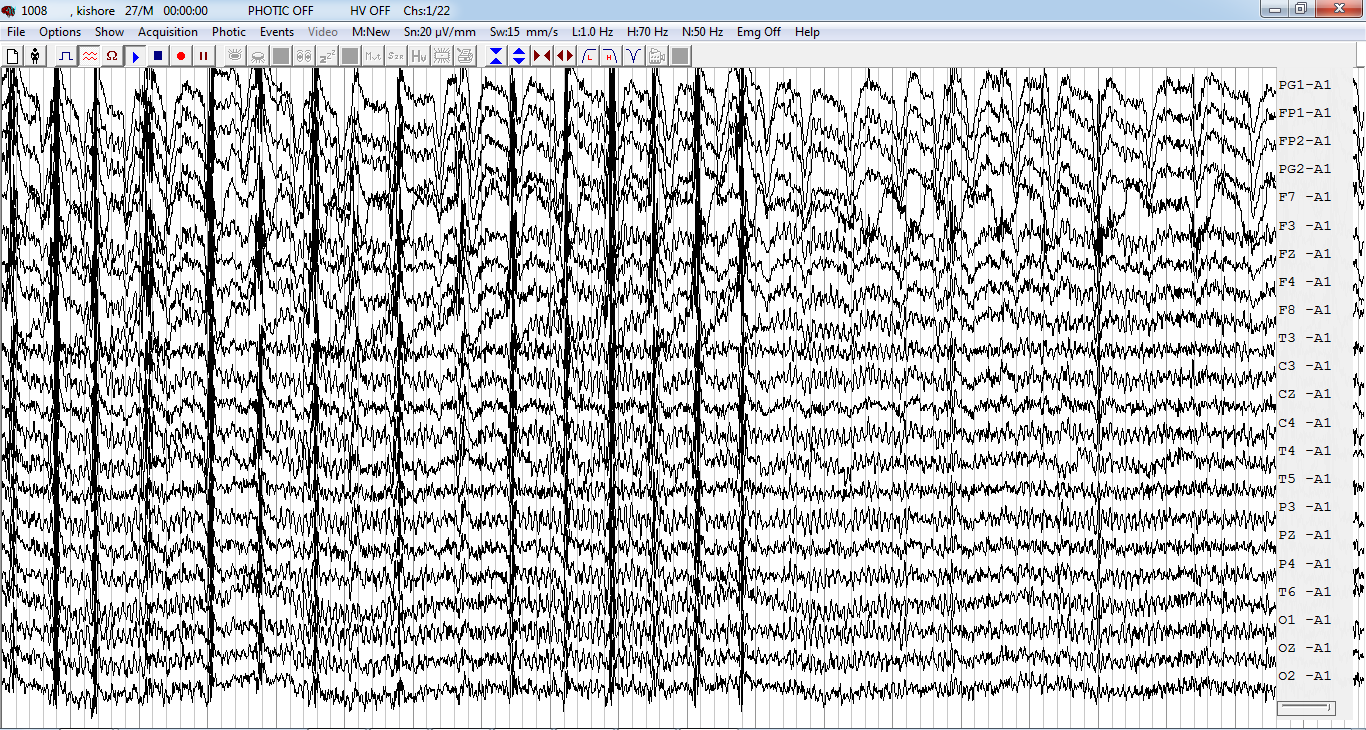 1008 , kishore 27/M 00:00:00 PHOTIC OFF HV OFF Chs:1/22
File Options Show Acquisition Photic Events Video M:New Sn:20 µV/mm Sw:15 mm/s L:1.0 Hz H:70 Hz N:50 Hz Emg Off Help
PG1-A1
FP1-A1
FP2-A1
PG2-A1
F7 -A1
F3 -A1
FZ -A1
F4 -A1
F8 -A1
T3 -A1
C3 -A1
CZ -A1
C4 -A1
T4 -A1
T5 -A1
P3 -A1
PZ -A1
P4 -A1
T6 -A1
O1 -A1
OZ -A1
O2 -A1